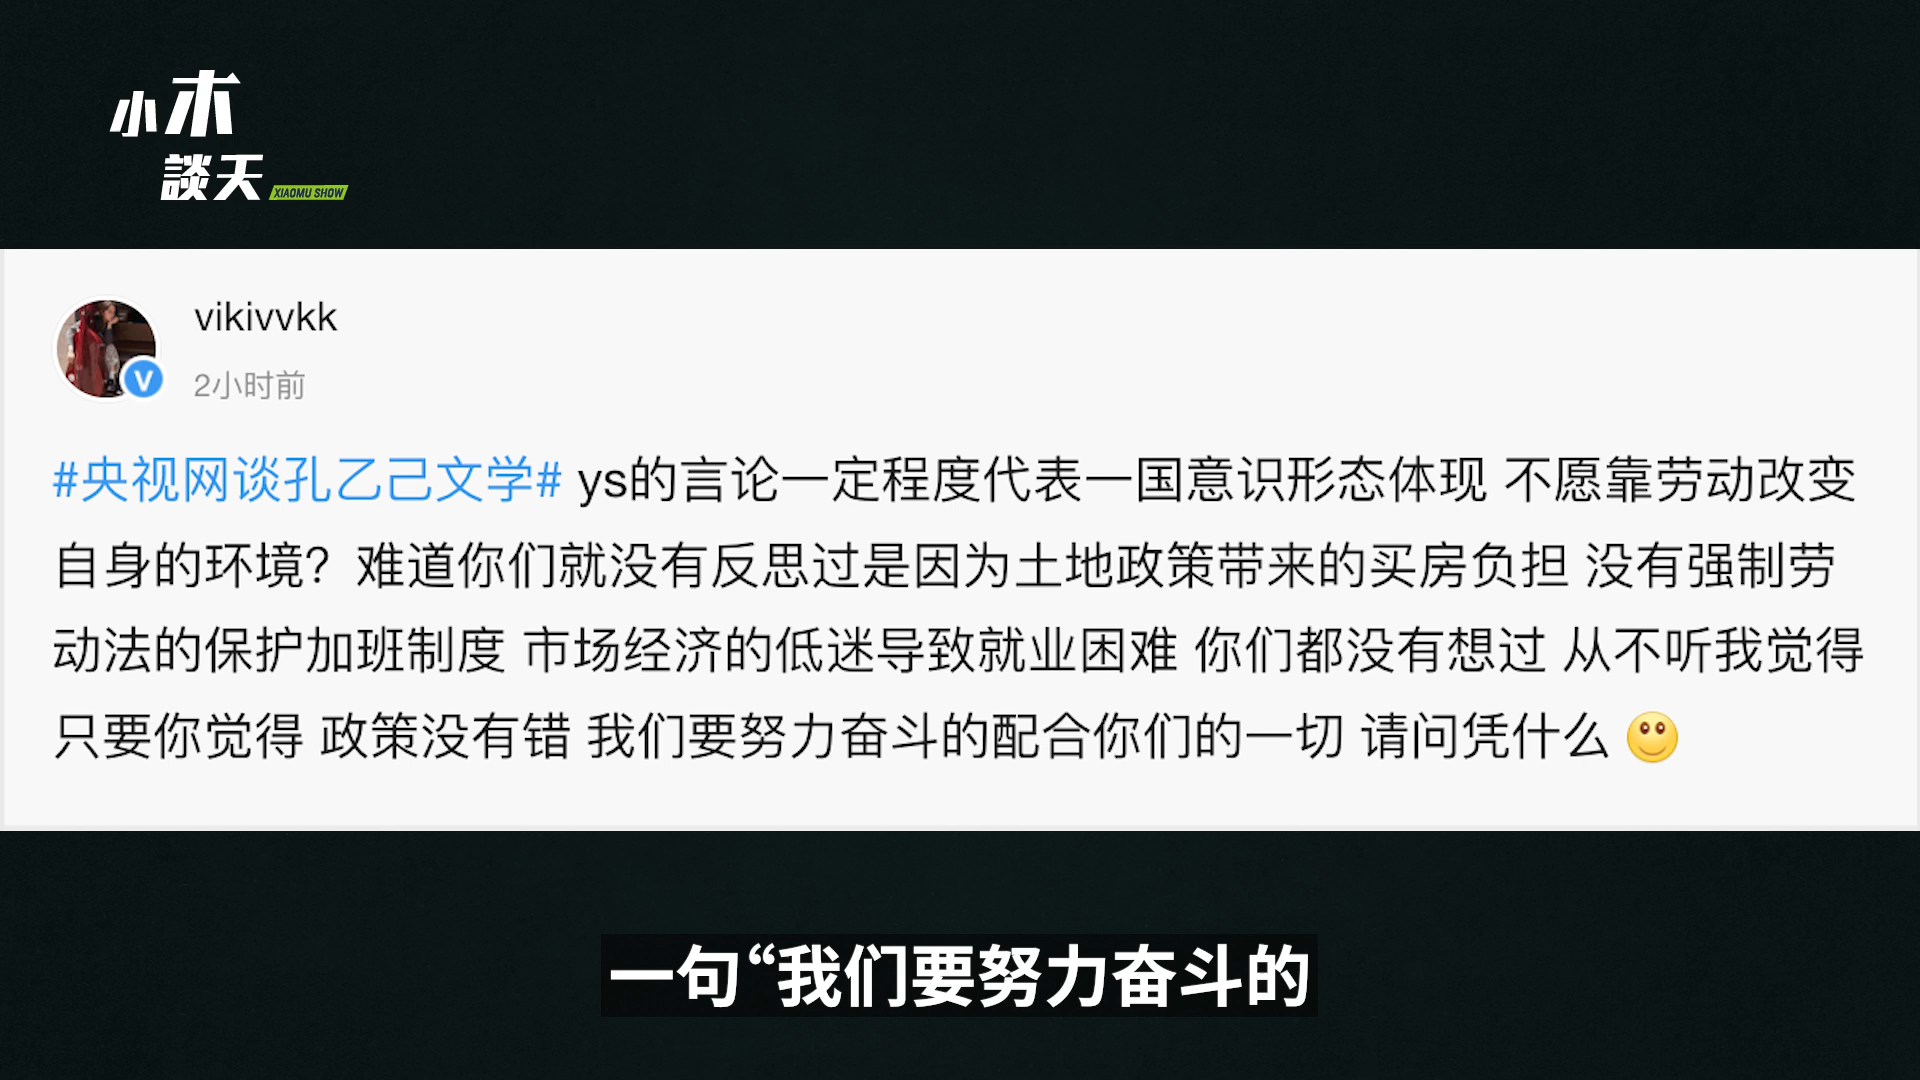 小木
談天 XIAOMU SHOW
vikivvkk
2小时前
#央视网谈孔乙己文学# ys的言论一定程度代表一国意识形态体现 不愿靠劳动改变
自身的环境？难道你们就没有反思过是因为土地政策带来的买房负担 没有强制劳
动法的保护加班制度 市场经济的低迷导致就业困难 你们都没有想过 从不听我觉得
只要你觉得 政策没有错 我们要努力奋斗的配合你们的一切 请问凭什么 🙂
一句“我们要努力奋斗的